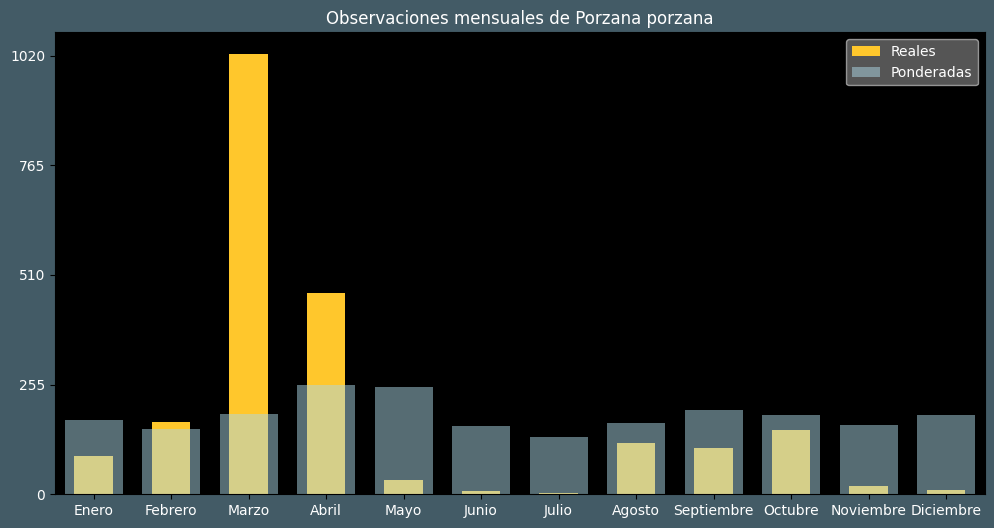 Observaciones mensuales de Porzana porzana
Reales
Ponderadas
1020
765
510
255
0
Enero Febrero Marzo Abril Mayo Junio Julio Agosto Septiembre Octubre Noviembre Diciembre